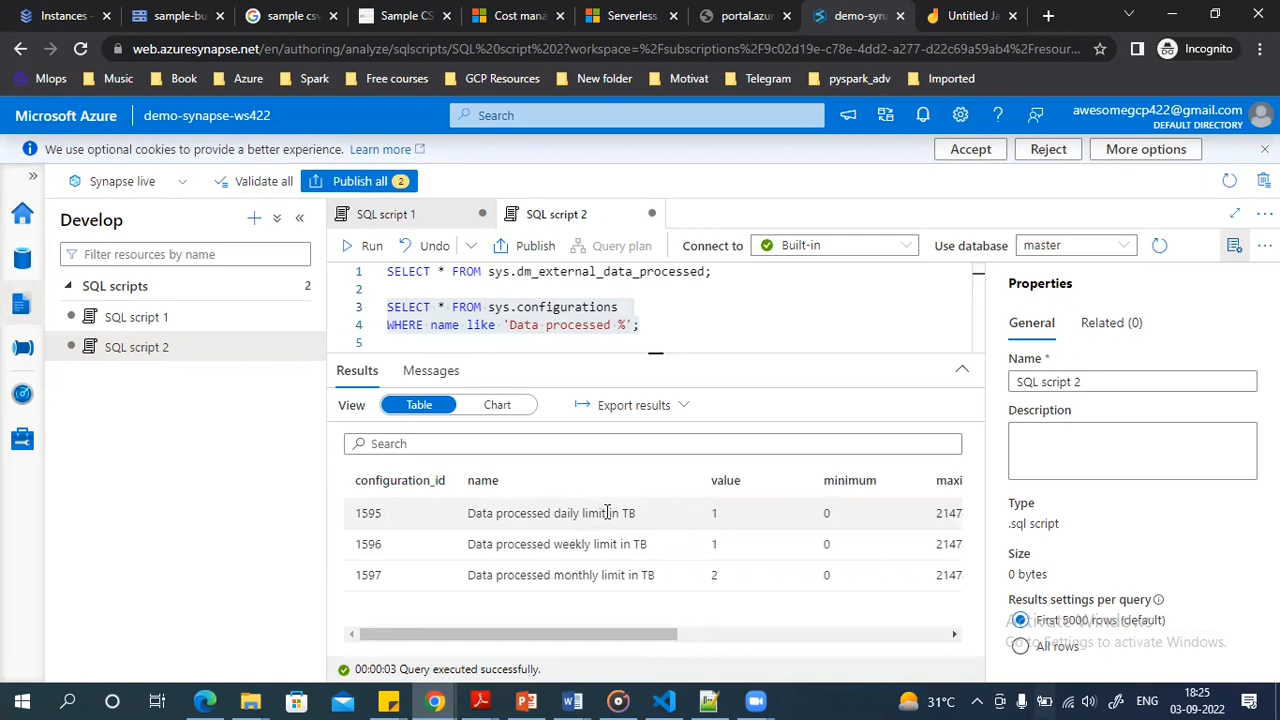 Instances
sample-bu
sample csv
Sample CS
Cost mana
Serverless
portal.azu
demo-syna
Untitled Ja
web.azuresynapse.net/en/authoring/analyze/sqlscripts/SQL%20script%202?workspace=%2Fsubscriptions%2F9c02d19e-c78e-4dd2-a277-d22c69a59ab4%2Fresour...
Incognito
Mlops
Music
Book
Azure
Spark
Free courses
GCP Resources
New folder
Motivat
Telegram
pyspark_adv
Imported
Microsoft Azure
demo-synapse-ws422
Search
awesomegcp422@gmail.com
DEFAULT DIRECTORY
We use optional cookies to provide a better experience. Learn more
Accept
Reject
More options
Synapse live
Validate all
Publish all 2
Develop
Filter resources by name
SQL scripts 2
SQL script 1
SQL script 2
SQL script 1
SQL script 2
Run
Undo
Publish
Query plan
Connect to
Built-in
Use database
master
1 SELECT * FROM sys.dm_external_data_processed;
2
3 SELECT * FROM sys.configurations
4 WHERE name like 'Data processed %';
5
Results
Messages
View
Table
Chart
Export results
Search
configuration_id name value minimum maxi
1595 Data processed daily limit in TB 1 0 2147
1596 Data processed weekly limit in TB 1 0 2147
1597 Data processed monthly limit in TB 2 0 2147
00:00:03 Query executed successfully.
Properties
General
Related (0)
Name *
SQL script 2
Description
Type
.sql script
Size
0 bytes
Results settings per query
First 5000 rows (default)
All rows
Activate Windows
Go to Settings to activate Windows.
31°C
ENG
18:25
03-09-2022